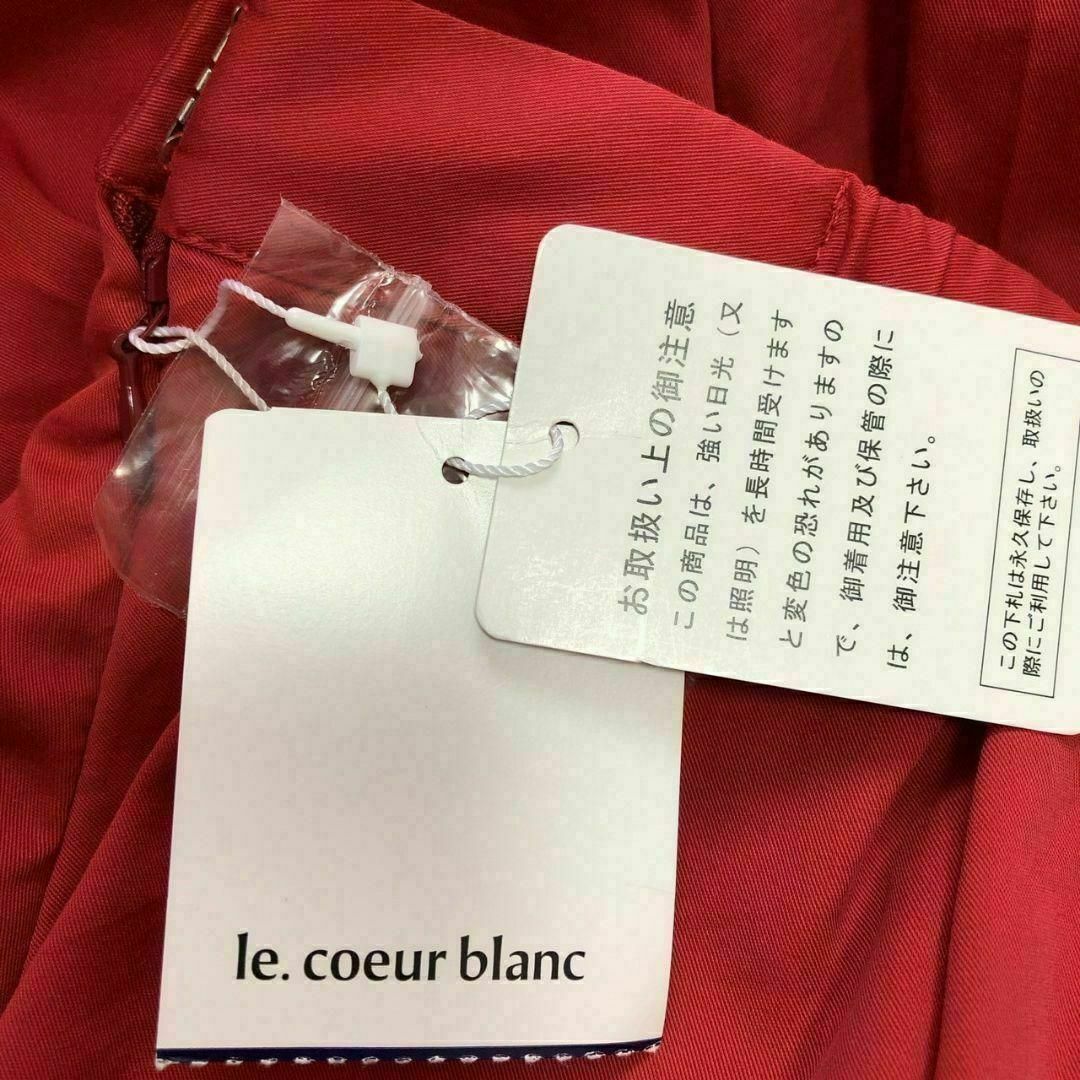 お取扱い上の御注意
この商品は、強い日光（又
は照明）を長時間受けます
と変色の恐れがありますの
で、御着用及び保管の際に
は、御注意下さい。
この下札は永久保存し、取扱いの
際にご利用して下さい。
le. coeur blanc